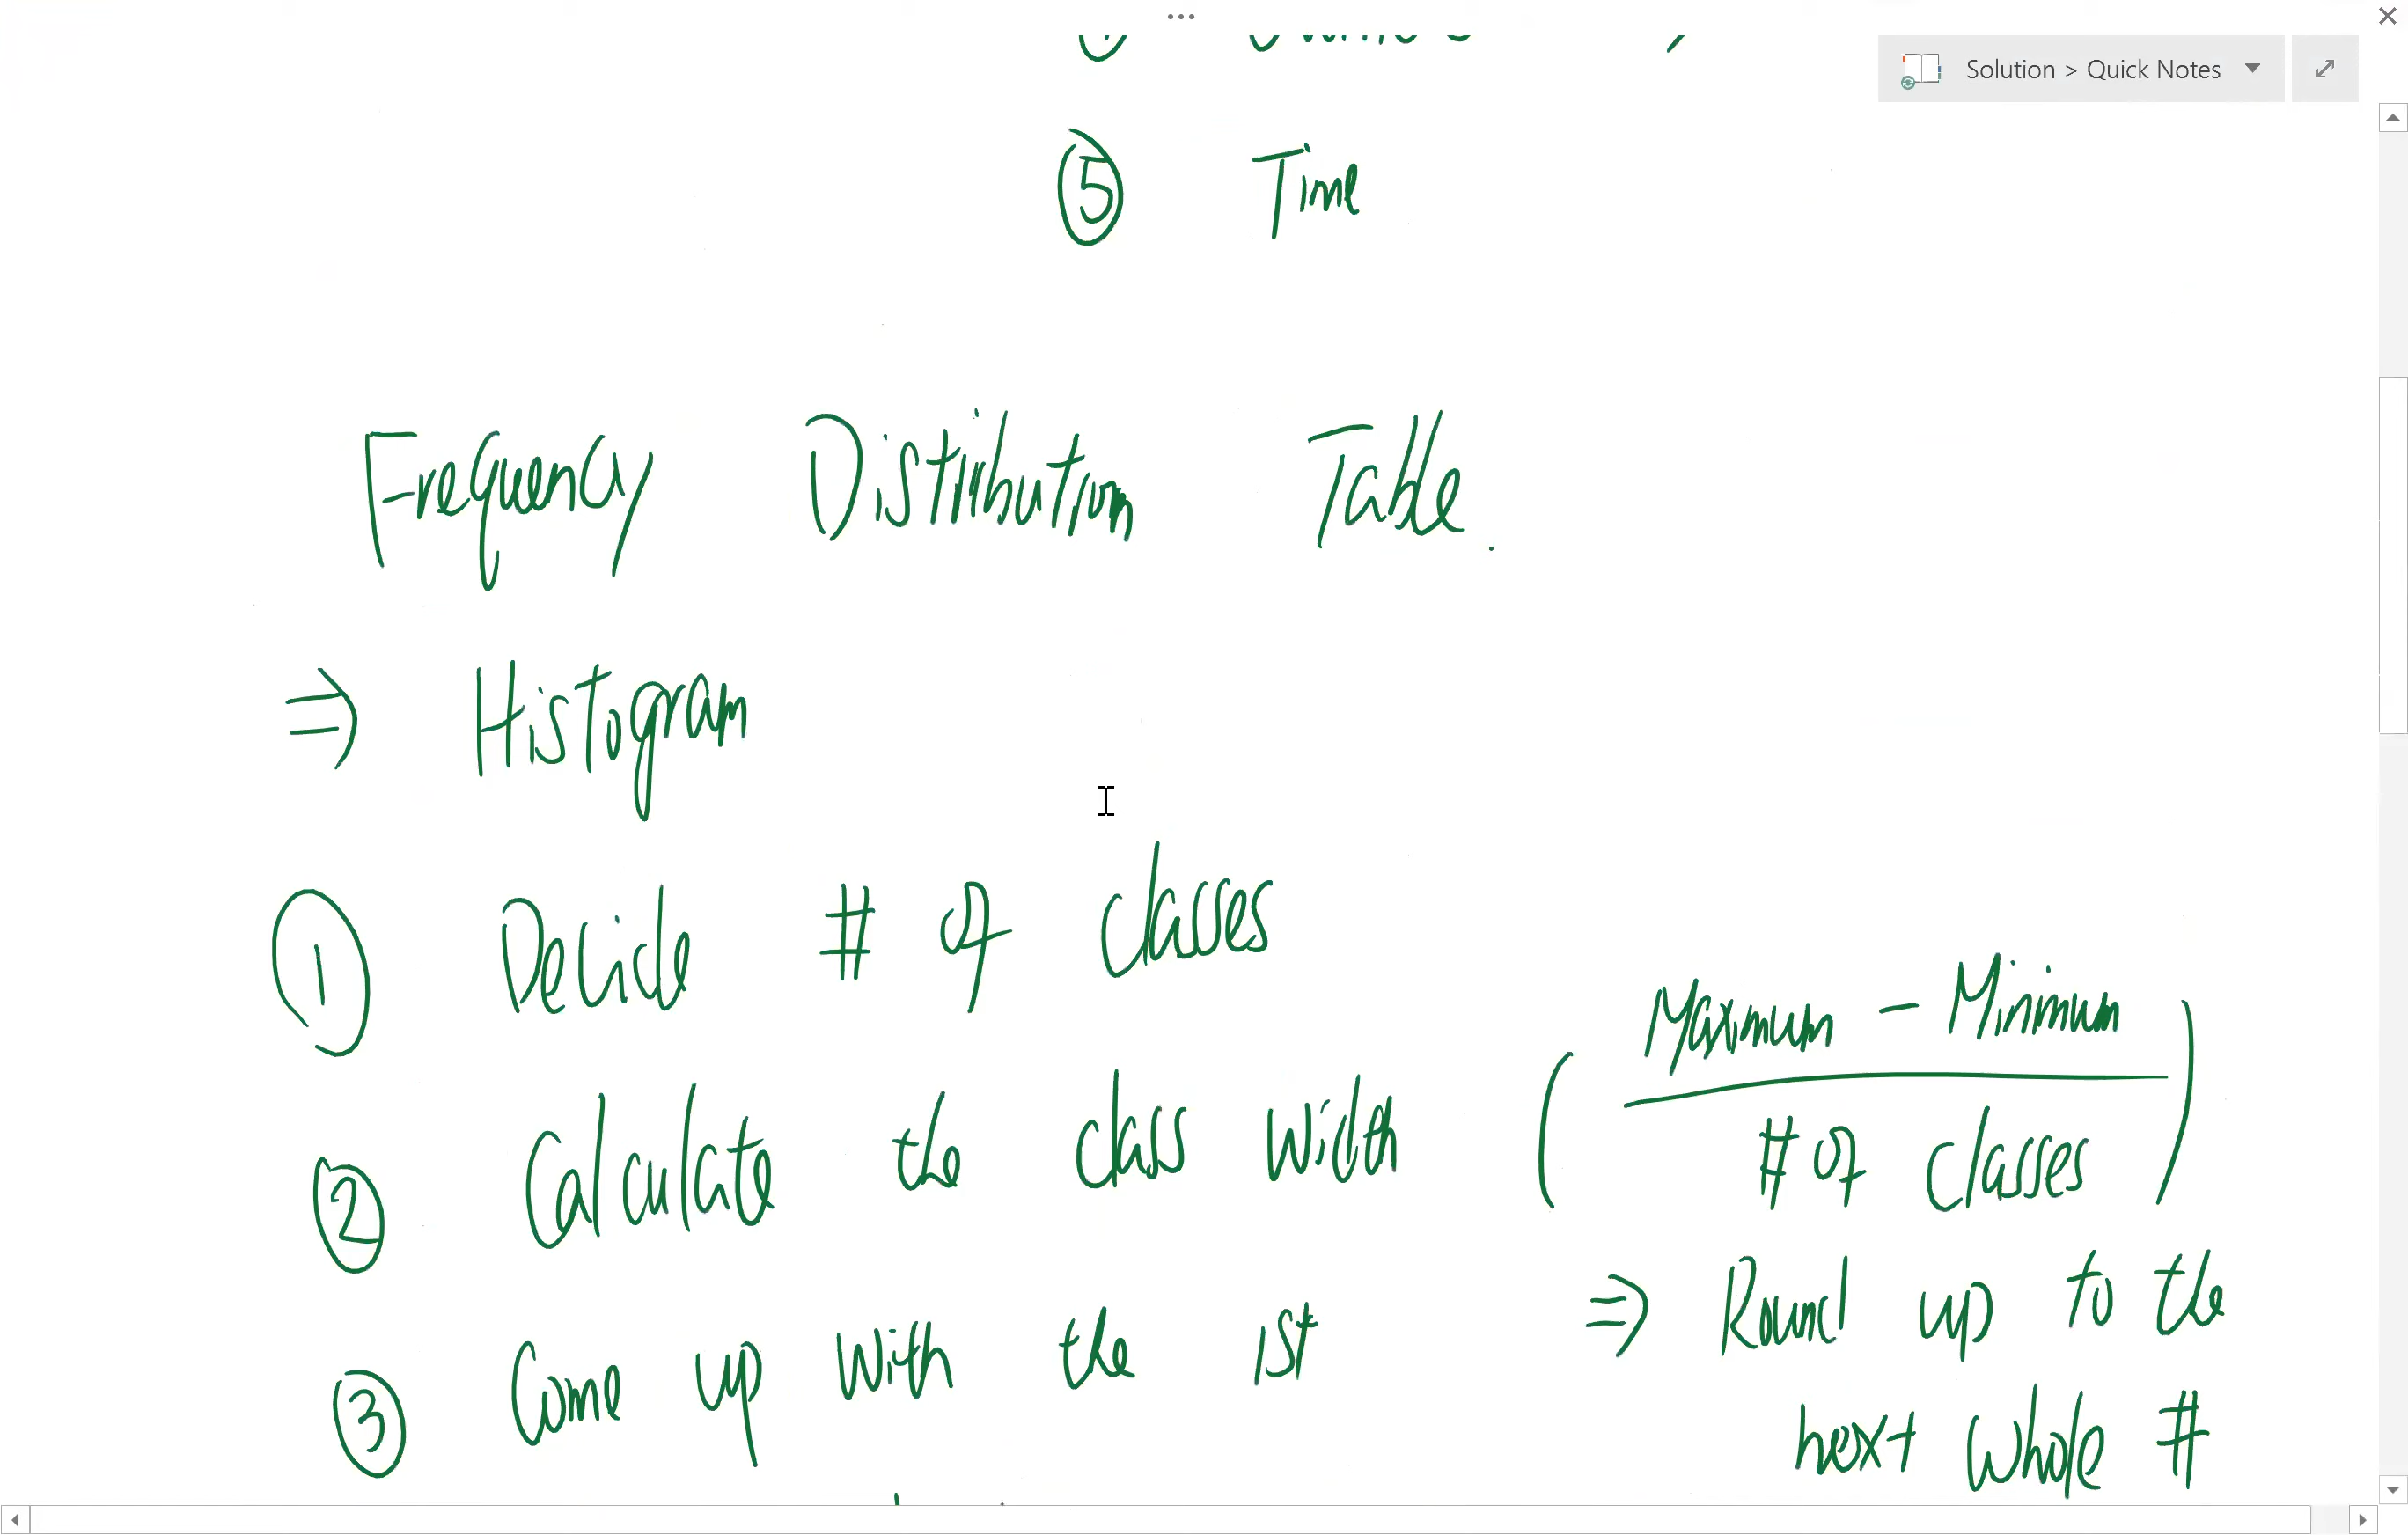 Solution > Quick Notes
⑤ Time
Frequency Distribution Table.
⇒ Histogram
① Decide # of classes
② Calculate the class width ( Maximum - Minimum / # of classes )
⇒ Round up to the
next whole #
③ Come up with the 1st